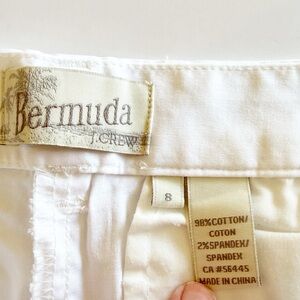 Bermuda
J.CREW
8
98%COTTON/
COTON
2%SPANDEX/
SPANDEX
CA #56445
MADE IN CHINA